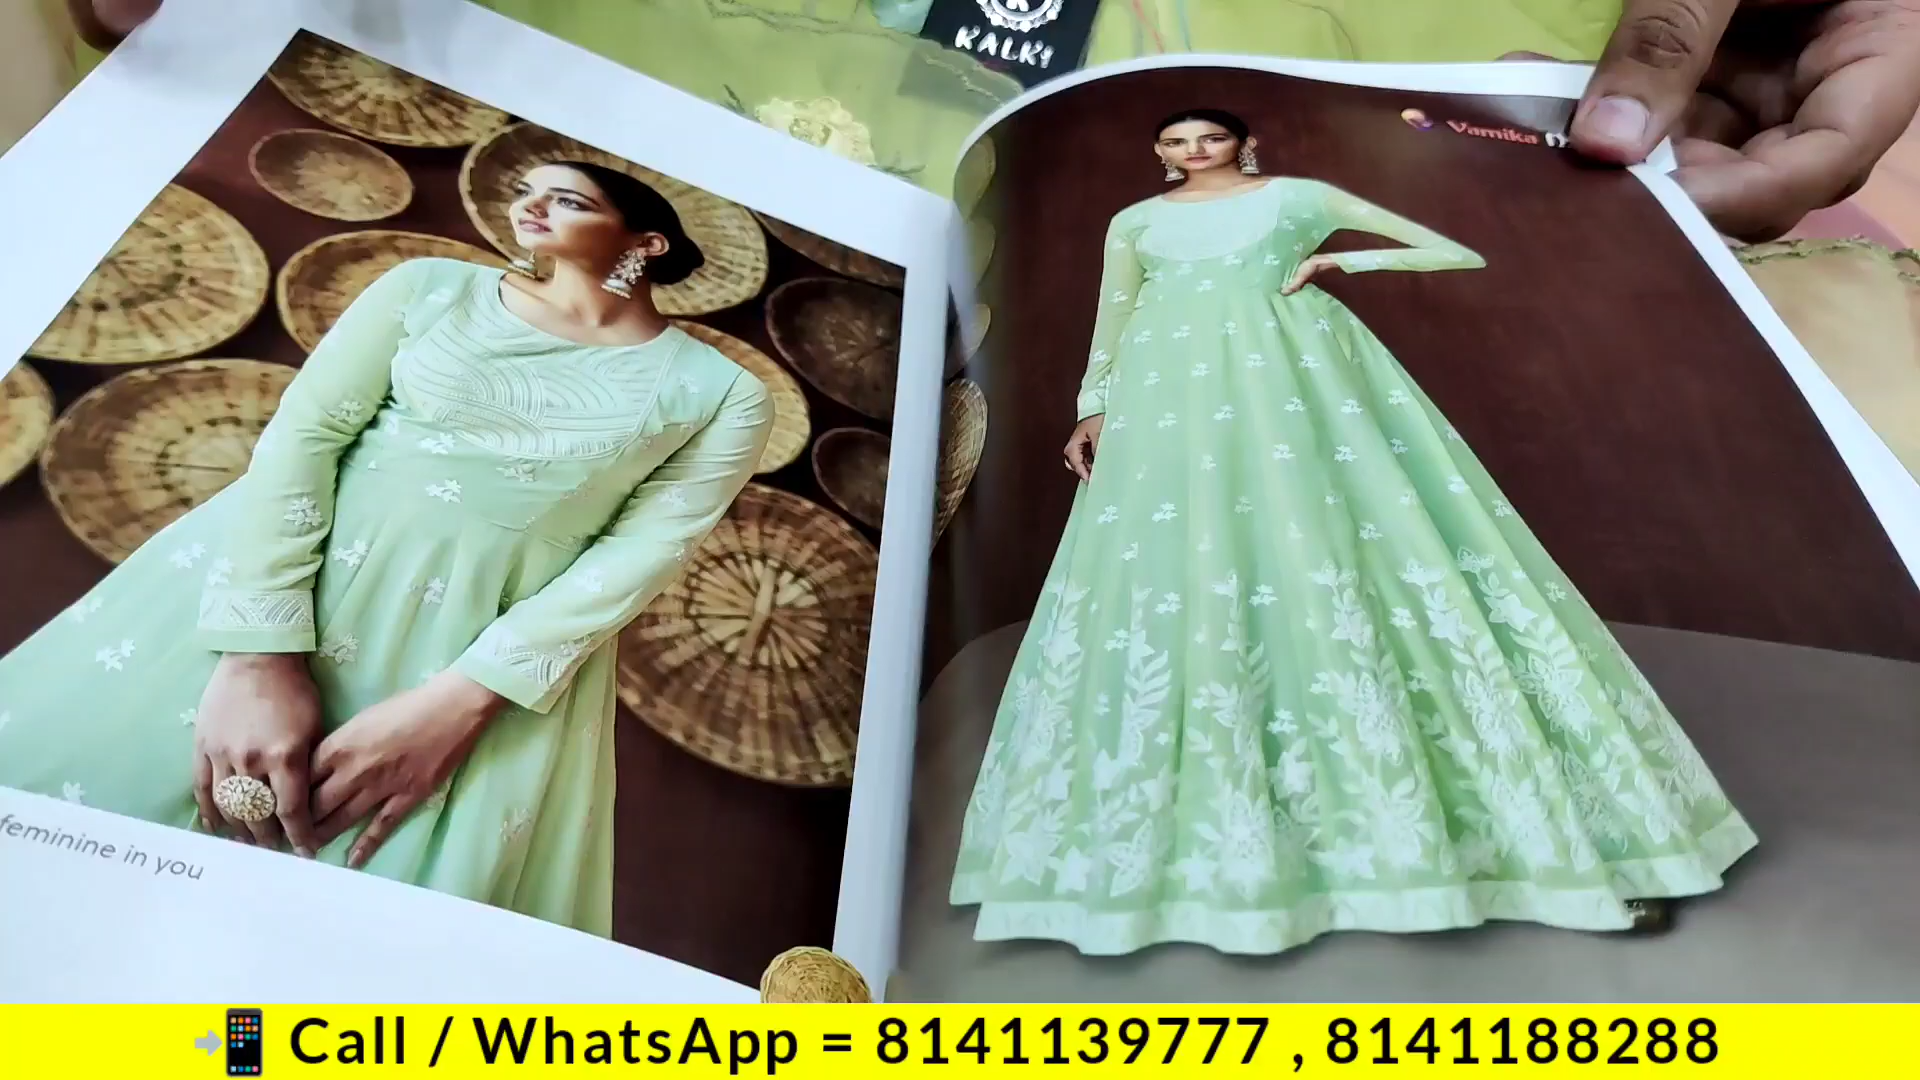 KALKI
Vamika
feminine in you
📲 Call / WhatsApp = 8141139777 , 8141188288